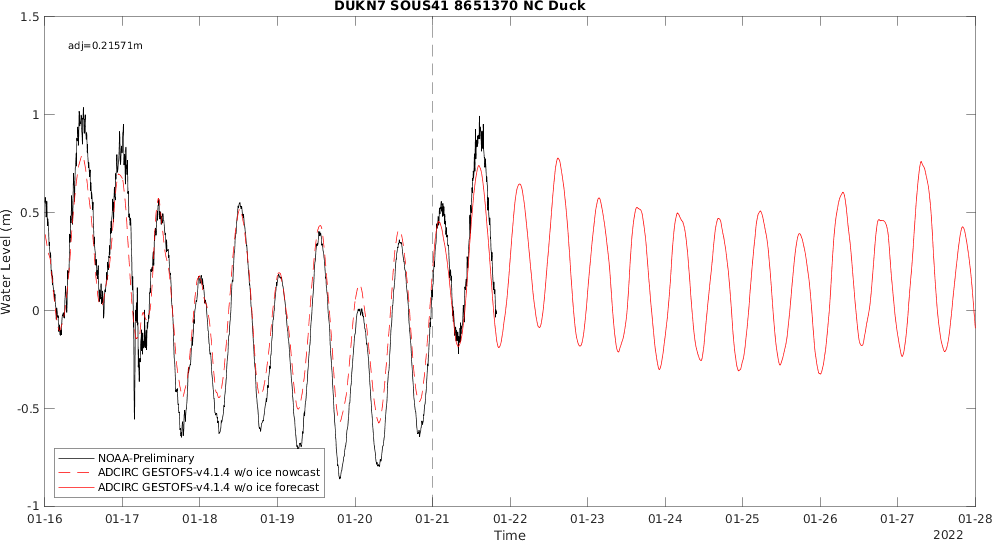 DUKN7 SOUS41 8651370 NC Duck
adj=0.21571m
1.5
1
0.5
0
-0.5
-1
Water Level (m)
NOAA-Preliminary
ADCIRC GESTOFS-v4.1.4 w/o ice nowcast
ADCIRC GESTOFS-v4.1.4 w/o ice forecast
01-16 01-17 01-18 01-19 01-20 01-21 01-22 01-23 01-24 01-25 01-26 01-27 01-28
Time
2022